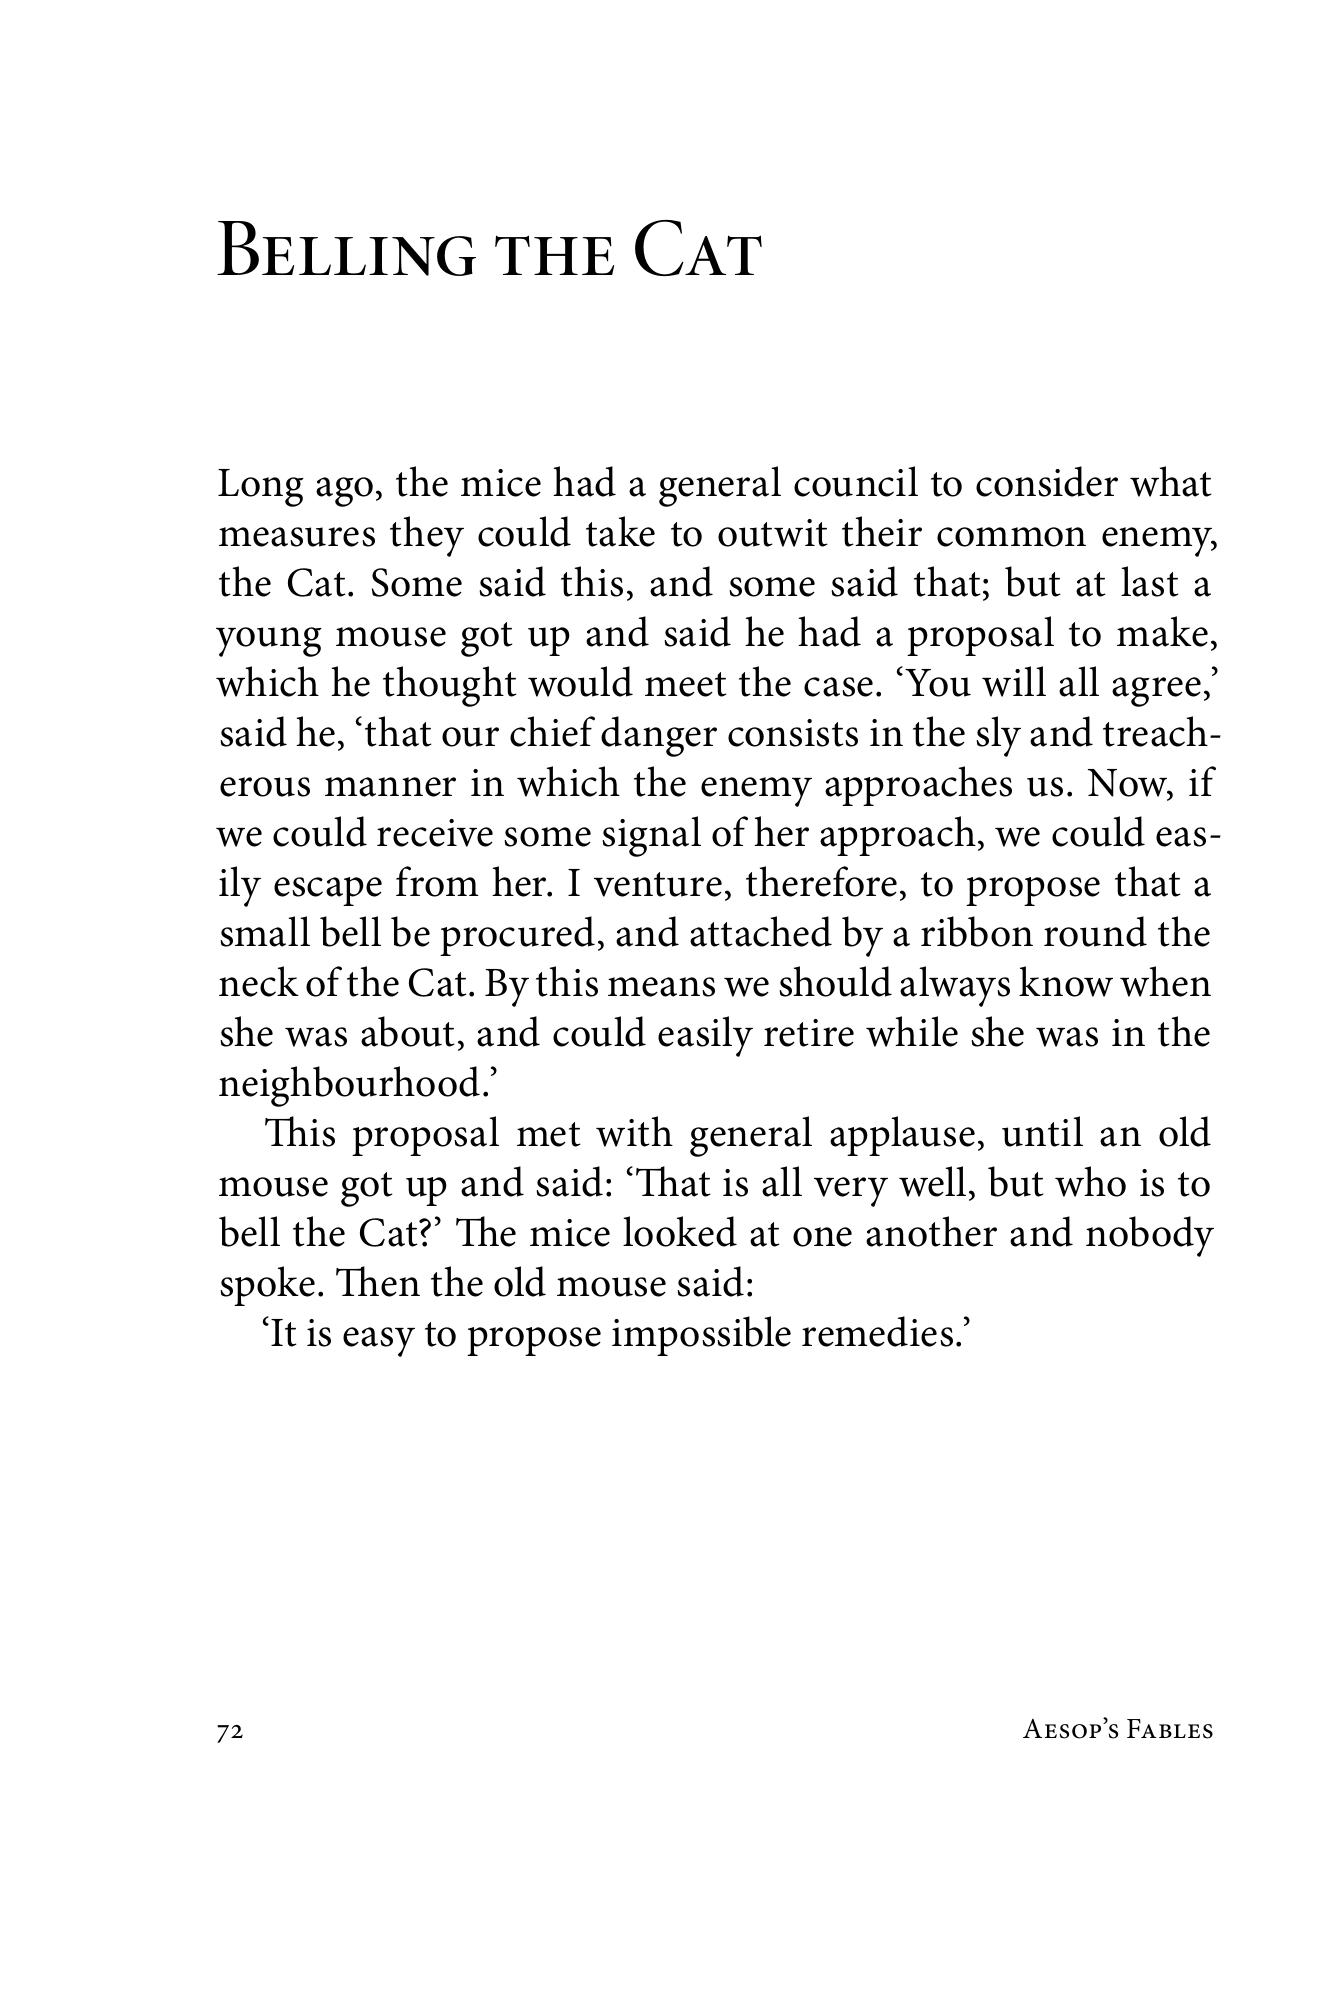 Belling the Cat
Long ago, the mice had a general council to consider what
measures they could take to outwit their common enemy,
the Cat. Some said this, and some said that; but at last a
young mouse got up and said he had a proposal to make,
which he thought would meet the case. ‘You will all agree,’
said he, ‘that our chief danger consists in the sly and treach-
erous manner in which the enemy approaches us. Now, if
we could receive some signal of her approach, we could eas-
ily escape from her. I venture, therefore, to propose that a
small bell be procured, and attached by a ribbon round the
neck of the Cat. By this means we should always know when
she was about, and could easily retire while she was in the
neighbourhood.’
This proposal met with general applause, until an old
mouse got up and said: ‘That is all very well, but who is to
bell the Cat?’ The mice looked at one another and nobody
spoke. Then the old mouse said:
‘It is easy to propose impossible remedies.’
72 Aesop’s Fables